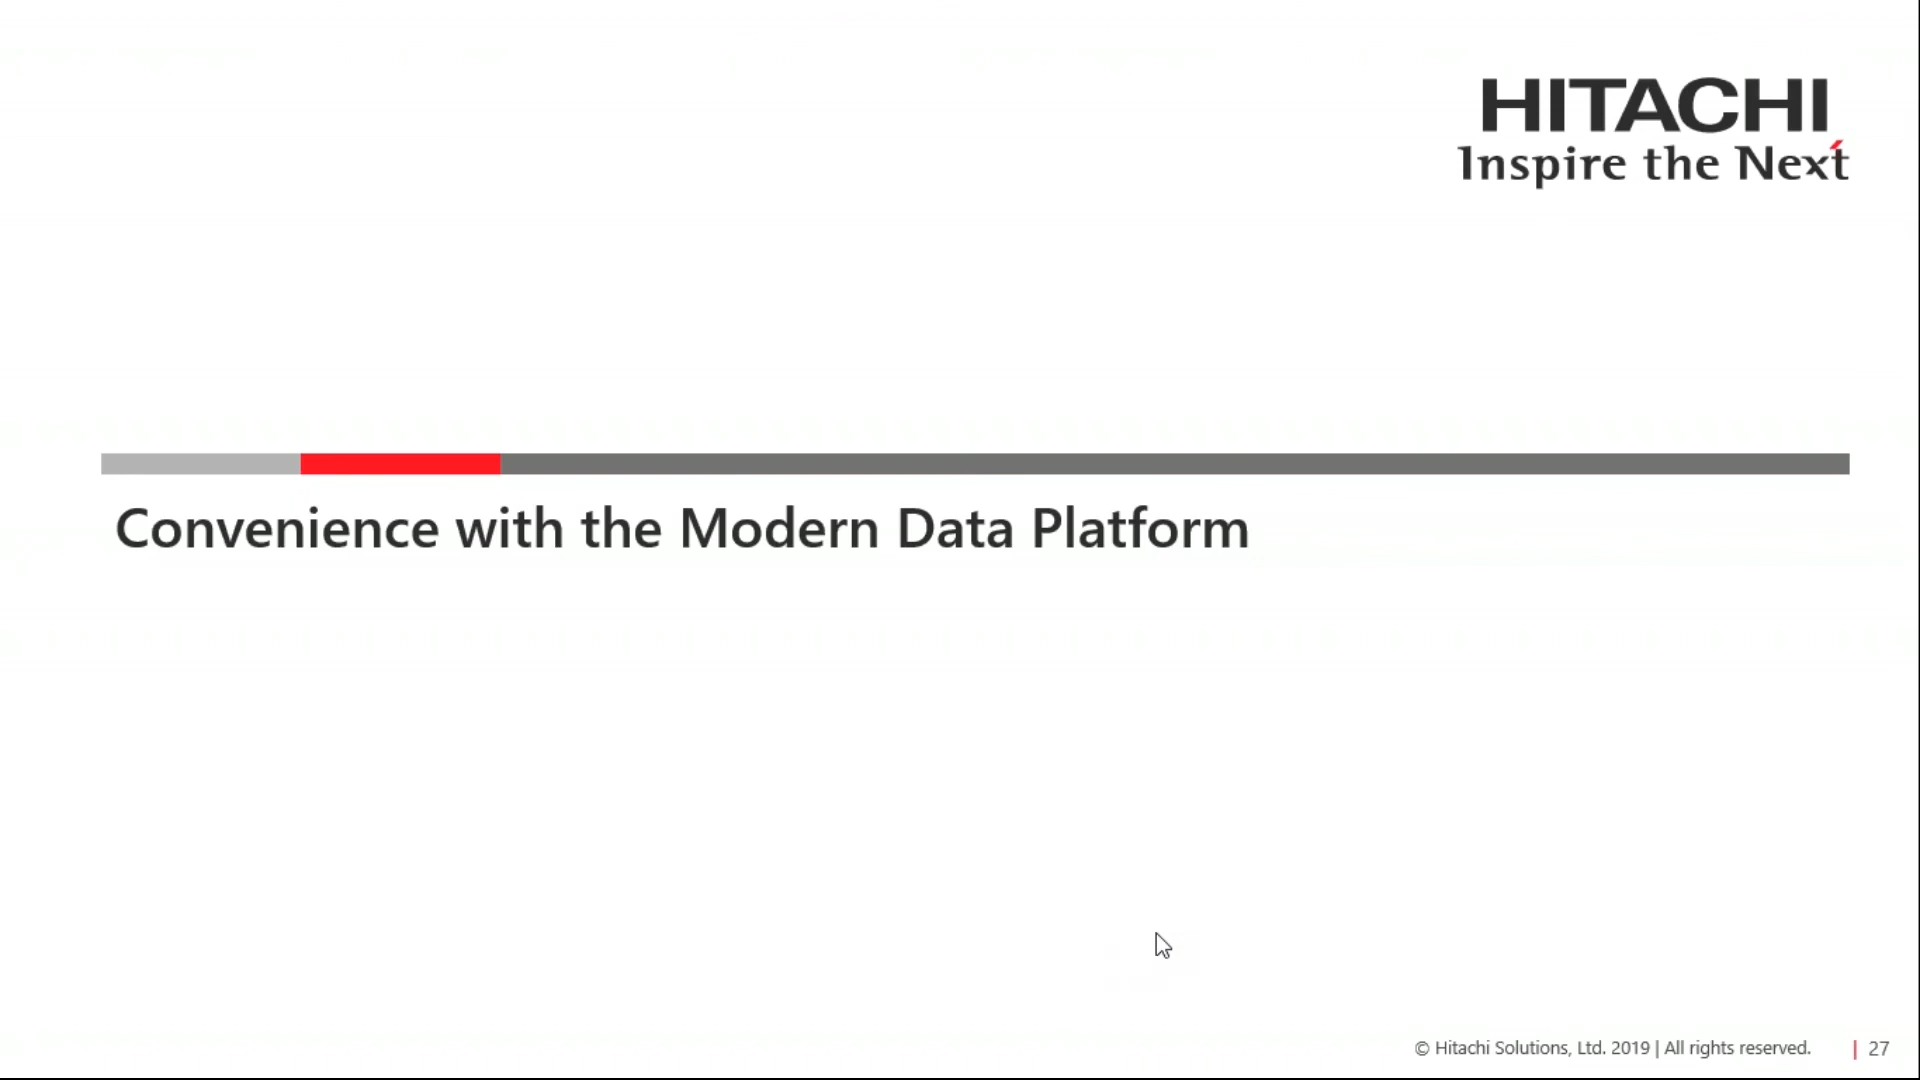 HITACHI
Inspire the Next
Convenience with the Modern Data Platform
© Hitachi Solutions, Ltd. 2019 | All rights reserved. | 27